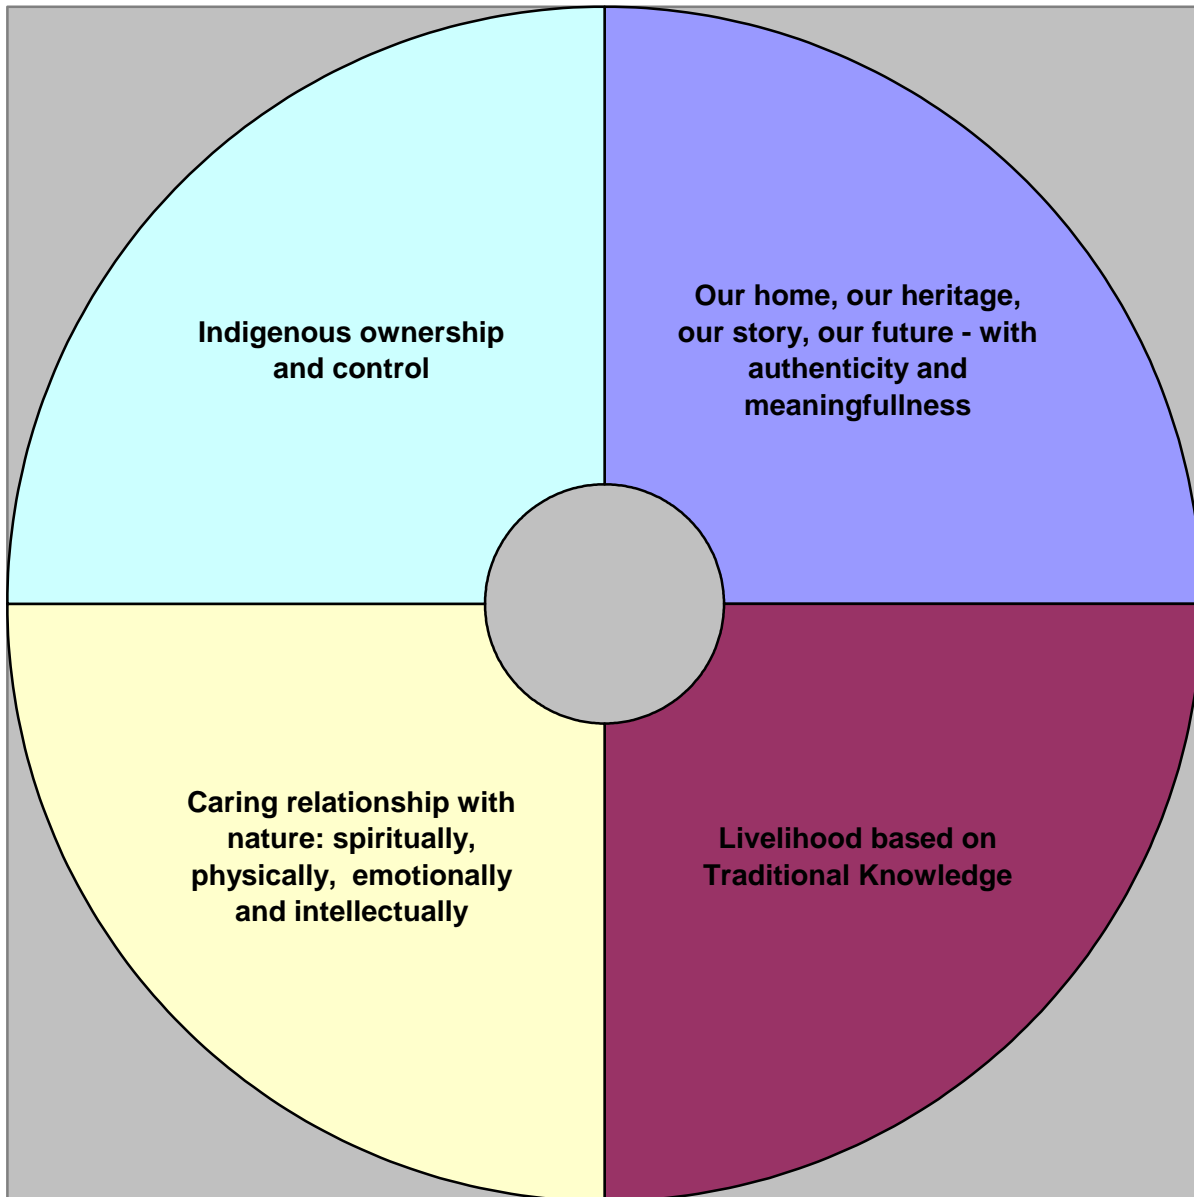 Indigenous ownership
and control
Our home, our heritage,
our story, our future - with
authenticity and
meaningfullness
Caring relationship with
nature: spiritually,
physically,  emotionally
and intellectually
Livelihood based on
Traditional Knowledge